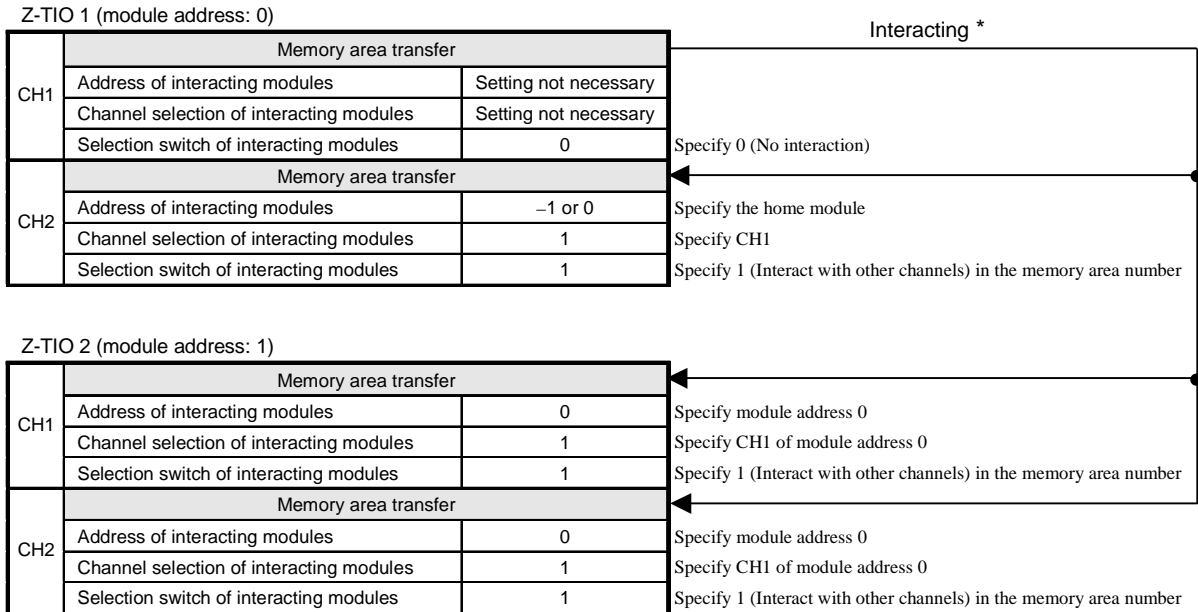 Z-TIO 1 (module address: 0)
Interacting *
Memory area transfer
CH1
Address of interacting modules Setting not necessary
Channel selection of interacting modules Setting not necessary
Selection switch of interacting modules 0 Specify 0 (No interaction)
Memory area transfer
CH2
Address of interacting modules −1 or 0 Specify the home module
Channel selection of interacting modules 1 Specify CH1
Selection switch of interacting modules 1 Specify 1 (Interact with other channels) in the memory area number
Z-TIO 2 (module address: 1)
Memory area transfer
CH1
Address of interacting modules 0 Specify module address 0
Channel selection of interacting modules 1 Specify CH1 of module address 0
Selection switch of interacting modules 1 Specify 1 (Interact with other channels) in the memory area number
Memory area transfer
CH2
Address of interacting modules 0 Specify module address 0
Channel selection of interacting modules 1 Specify CH1 of module address 0
Selection switch of interacting modules 1 Specify 1 (Interact with other channels) in the memory area number